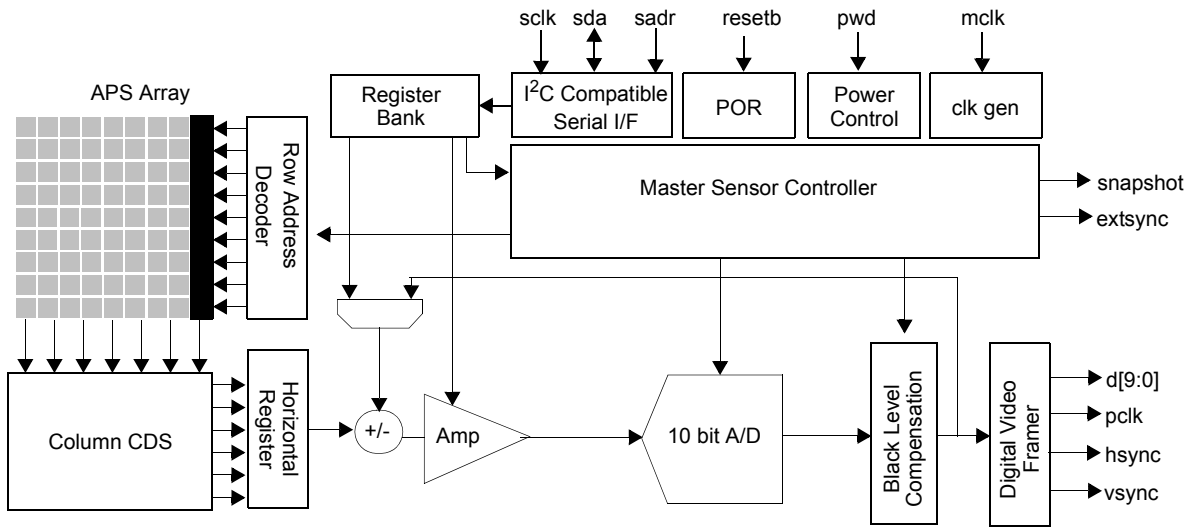 sclk sda sadr resetb pwd mclk
APS Array
Register
Bank
I²C Compatible
Serial I/F
POR
Power
Control
clk gen
Row Address
Decoder
Master Sensor Controller
snapshot
extsync
Column CDS
Horizontal
Register
+/-
Amp
10 bit A/D
Black Level
Compensation
Digital Video
Framer
d[9:0]
pclk
hsync
vsync